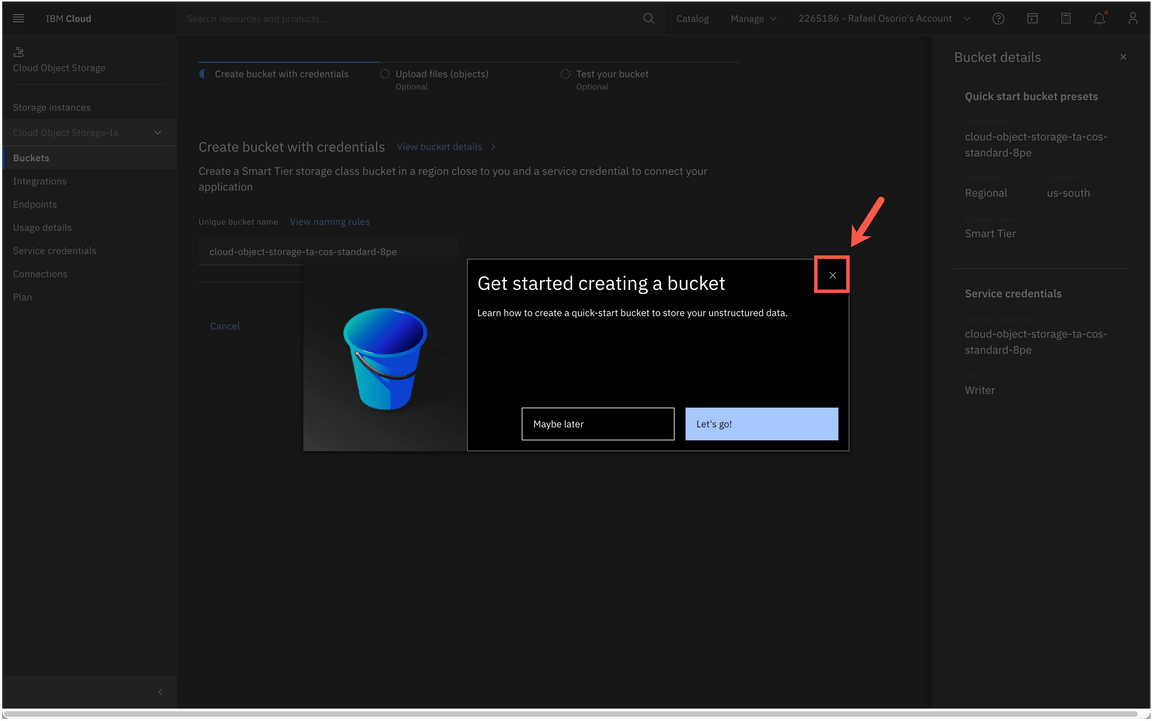 IBM Cloud
Search resources and products...
Catalog
Manage
2265186 - Rafael Osorio's Account
Cloud Object Storage
Storage instances
Cloud Object Storage-ta
Buckets
Integrations
Endpoints
Usage details
Service credentials
Connections
Plan
Create bucket with credentials
Upload files (objects)
Optional
Test your bucket
Optional
Create bucket with credentials
View bucket details
Create a Smart Tier storage class bucket in a region close to you and a service credential to connect your
application
Unique bucket name
View naming rules
cloud-object-storage-ta-cos-standard-8pe
Cancel
Get started creating a bucket
Learn how to create a quick-start bucket to store your unstructured data.
Maybe later
Let's go!
Bucket details
Quick start bucket presets
cloud-object-storage-ta-cos-
standard-8pe
Regional
us-south
Smart Tier
Service credentials
cloud-object-storage-ta-cos-
standard-8pe
Writer